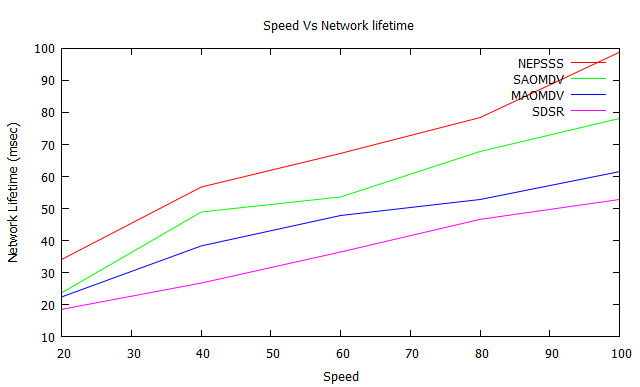 Speed Vs Network lifetime
NEPSSS
SAOMDV
MAOMDV
SDSR
100
90
80
70
60
50
40
30
20
10
Network Lifetime (msec)
20 30 40 50 60 70 80 90 100
Speed